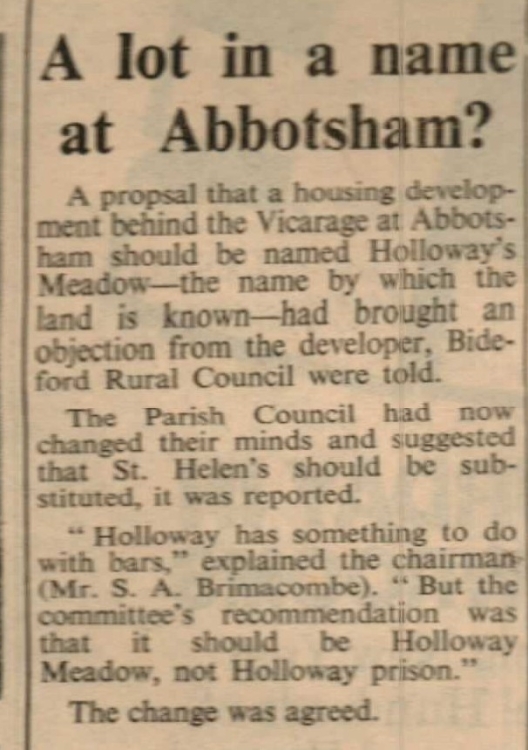 A lot in a name
at Abbotsham?
A propsal that a housing develop-
ment behind the Vicarage at Abbots-
ham should be named Holloway's
Meadow—the name by which the
land is known—had brought an
objection from the developer, Bide-
ford Rural Council were told.
The Parish Council had now
changed their minds and suggested
that St. Helen's should be sub-
stituted, it was reported.
“ Holloway has something to do
with bars,” explained the chairman
(Mr. S. A. Brimacombe). “ But the
committee's recommendation was
that it should be Holloway
Meadow, not Holloway prison.”
The change was agreed.